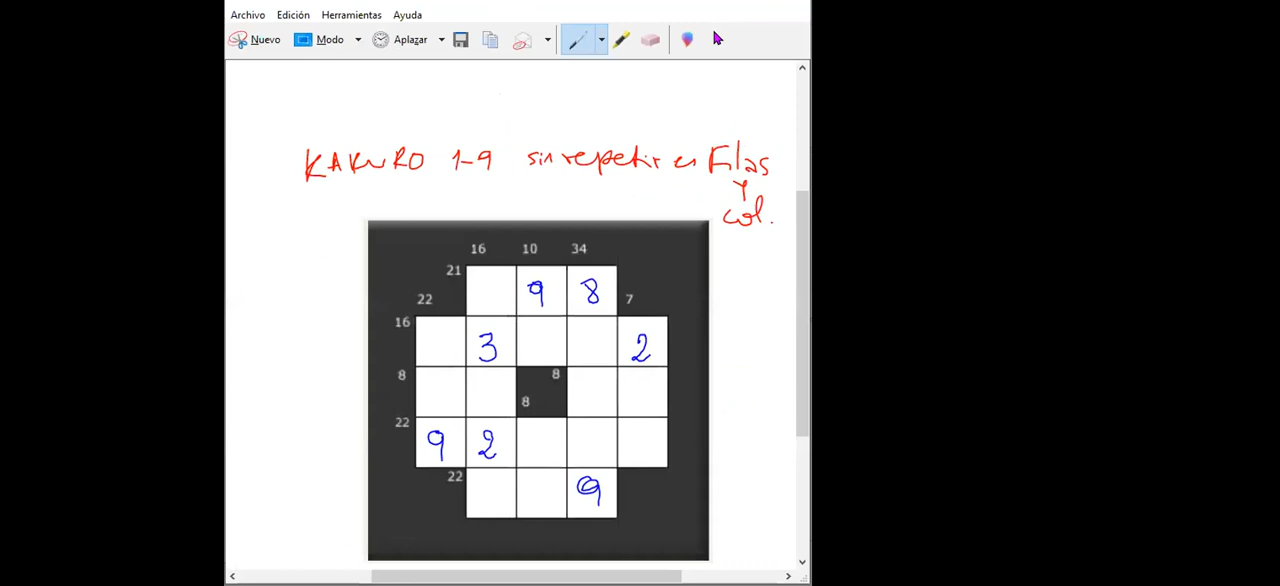 Archivo Edición Herramientas Ayuda
Nuevo Modo Aplazar
KAKURO 1-9 sin repetir en Filas
y
col.
16 10 34
21 9 8
22 7
16 3 2
8 8
8
22 9 2
22 9